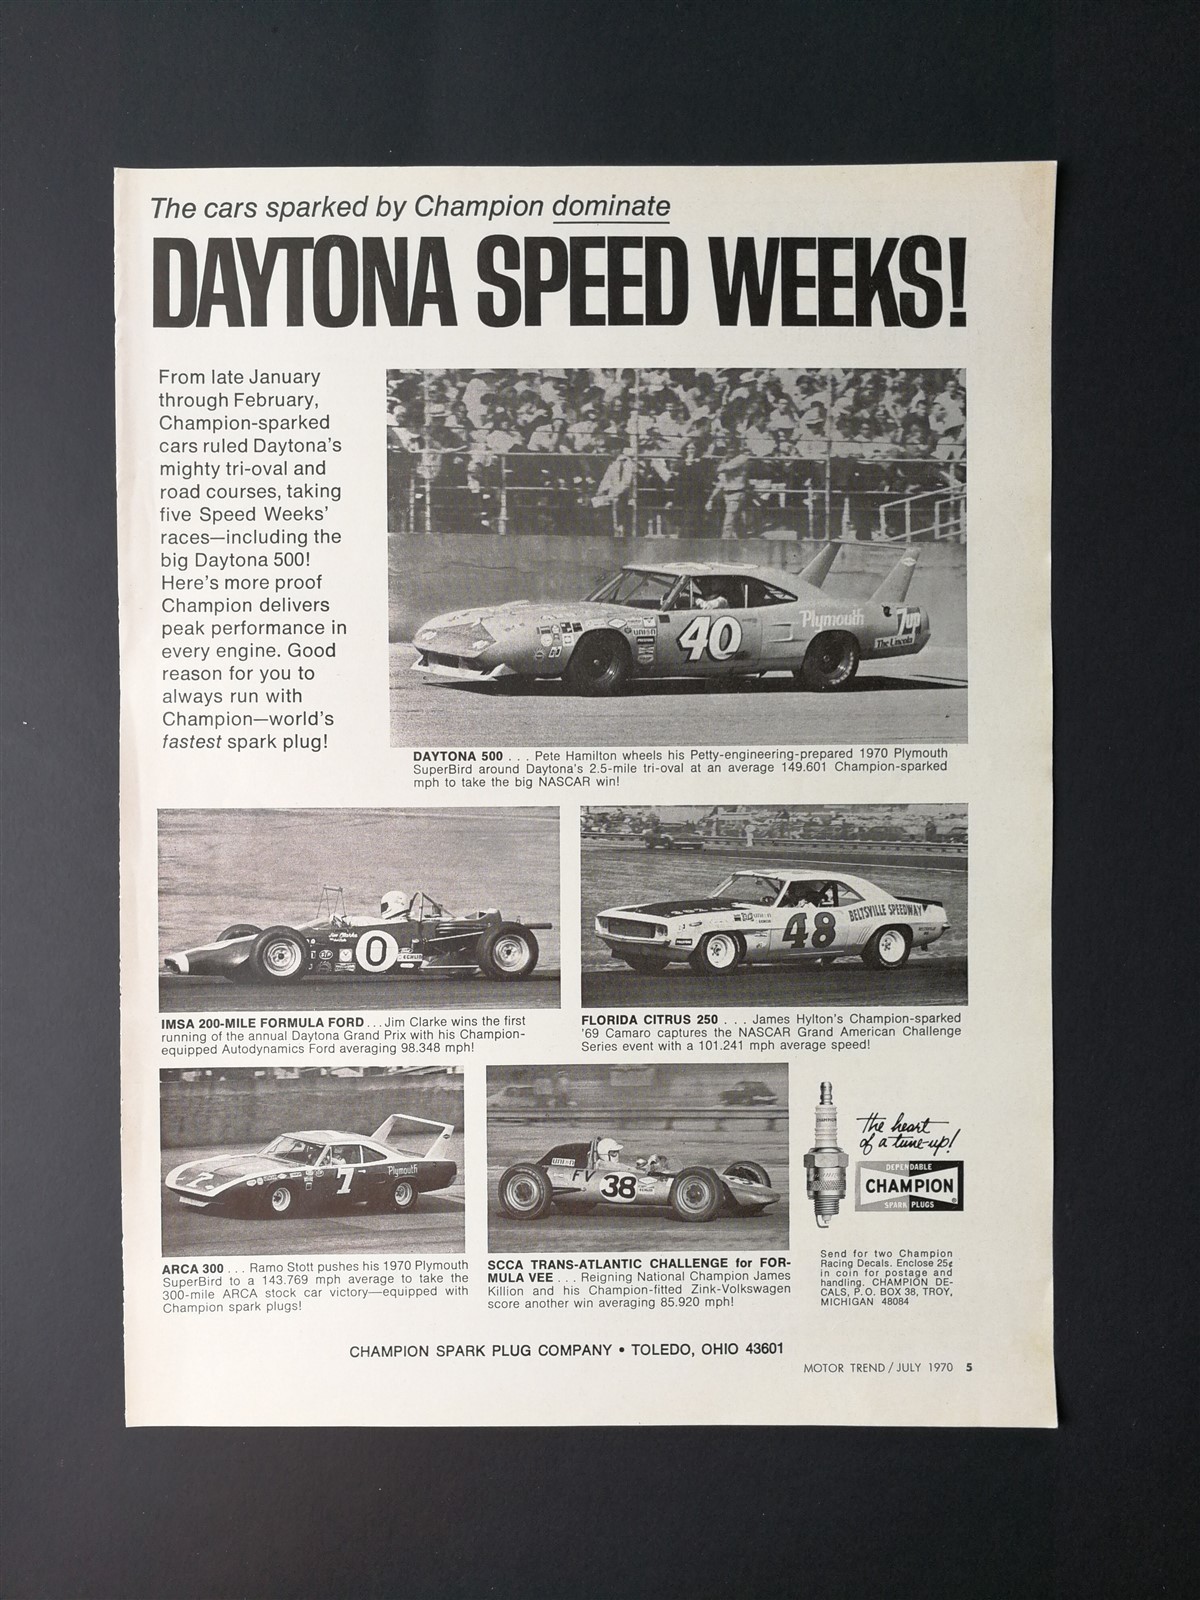 The cars sparked by Champion dominate
DAYTONA SPEED WEEKS!
From late January
through February,
Champion-sparked
cars ruled Daytona's
mighty tri-oval and
road courses, taking
five Speed Weeks'
races—including the
big Daytona 500!
Here's more proof
Champion delivers
peak performance in
every engine. Good
reason for you to
always run with
Champion—world's
fastest spark plug!
40
Plymouth
7up
The Uncola
union
DAYTONA 500 . . . Pete Hamilton wheels his Petty-engineering-prepared 1970 Plymouth
SuperBird around Daytona's 2.5-mile tri-oval at an average 149.601 Champion-sparked
mph to take the big NASCAR win!
Jim Clarke
0
STP
IMSA 200-MILE FORMULA FORD . . . Jim Clarke wins the first
running of the annual Daytona Grand Prix with his Champion-
equipped Autodynamics Ford averaging 98.348 mph!
48
BELTSVILLE SPEEDWAY
FLORIDA CITRUS 250 . . . James Hylton's Champion-sparked
'69 Camaro captures the NASCAR Grand American Challenge
Series event with a 101.241 mph average speed!
7
7
Plymouth
ARCA 300 . . . Ramo Stott pushes his 1970 Plymouth
SuperBird to a 143.769 mph average to take the
300-mile ARCA stock car victory—equipped with
Champion spark plugs!
FV
38
SCCA TRANS-ATLANTIC CHALLENGE for FOR-
MULA VEE . . . Reigning National Champion James
Killion and his Champion-fitted Zink-Volkswagen
score another win averaging 85.920 mph!
CHAMPION
The heart
of a tune-up!
DEPENDABLE
CHAMPION
SPARK PLUGS
®
Send for two Champion
Racing Decals. Enclose 25¢
in coin for postage and
handling. CHAMPION DE-
CALS, P.O. BOX 38, TROY,
MICHIGAN 48084
CHAMPION SPARK PLUG COMPANY • TOLEDO, OHIO 43601
MOTOR TREND / JULY 1970 5